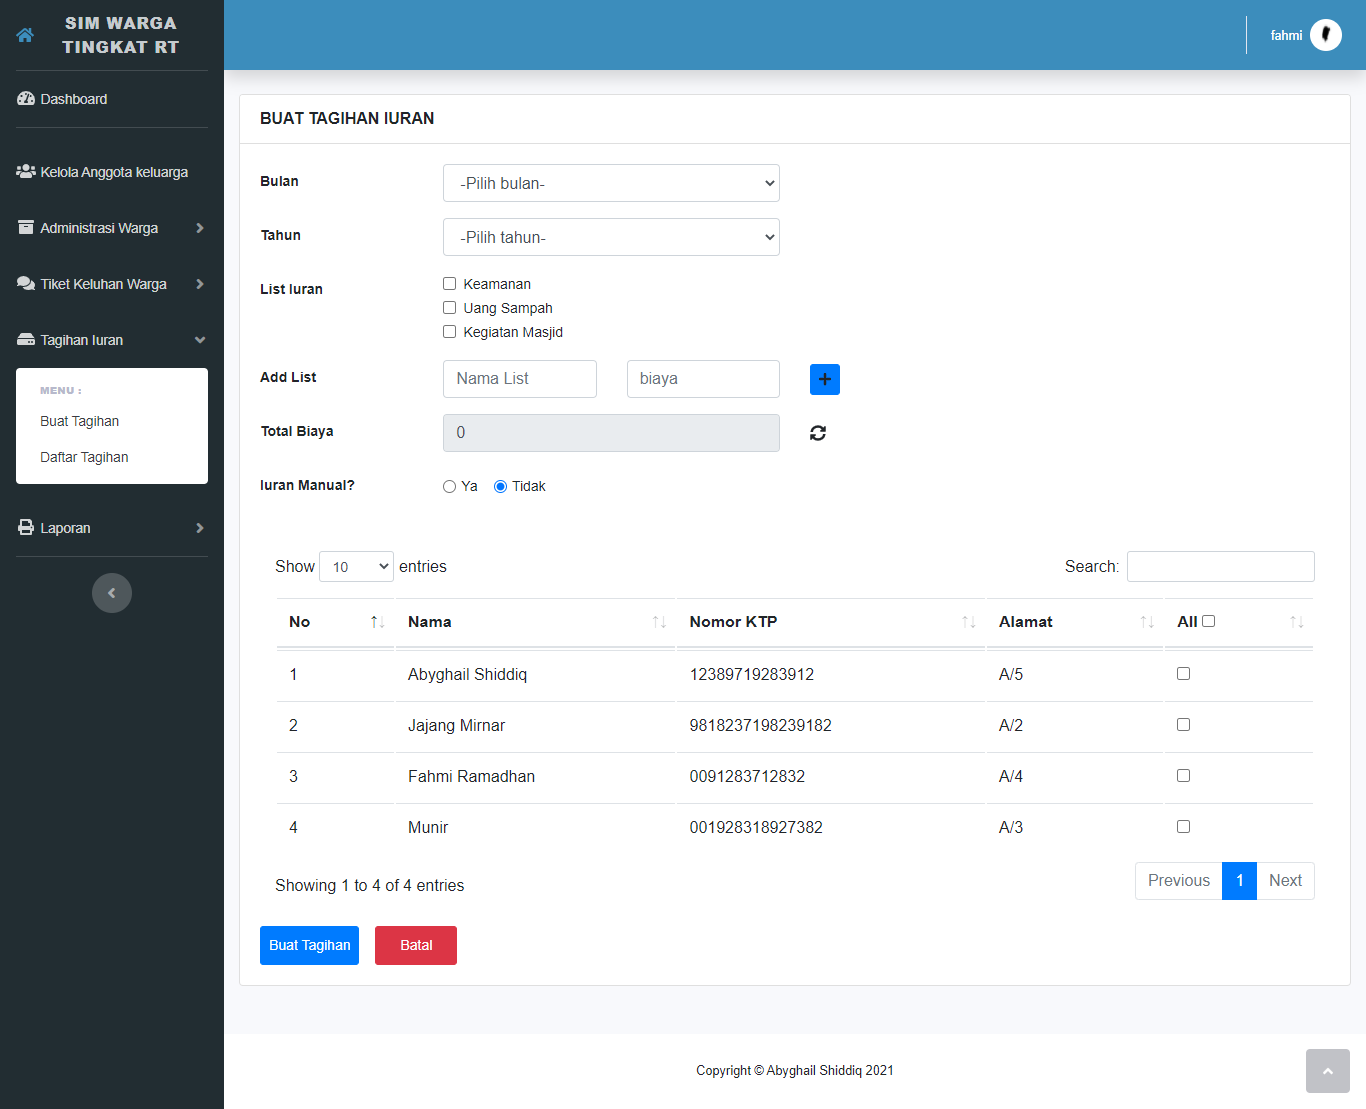 SIM WARGA
TINGKAT RT
fahmi
Dashboard
Kelola Anggota keluarga
Administrasi Warga
Tiket Keluhan Warga
Tagihan Iuran
MENU :
Buat Tagihan
Daftar Tagihan
Laporan
BUAT TAGIHAN IURAN
Bulan -Pilih bulan-
Tahun -Pilih tahun-
List Iuran Keamanan
Uang Sampah
Kegiatan Masjid
Add List Nama List biaya +
Total Biaya 0
Iuran Manual? Ya Tidak
Show 10 entries Search:
No Nama Nomor KTP Alamat All
1 Abyghail Shiddiq 12389719283912 A/5
2 Jajang Mirnar 9818237198239182 A/2
3 Fahmi Ramadhan 0091283712832 A/4
4 Munir 001928318927382 A/3
Showing 1 to 4 of 4 entries Previous 1 Next
Buat Tagihan Batal
Copyright © Abyghail Shiddiq 2021